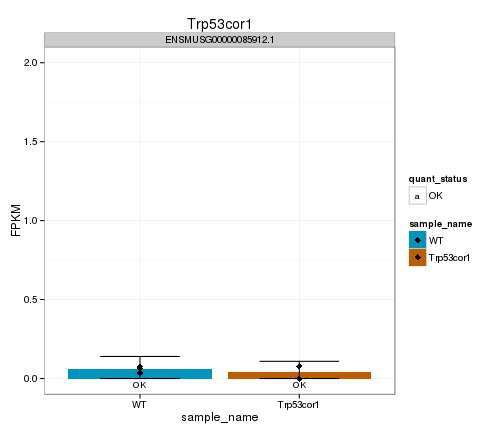 Trp53cor1
ENSMUSG00000085912.1
2.0
1.5
1.0
0.5
0.0
FPKM
OK
OK
WT
Trp53cor1
sample_name
quant_status
a OK
sample_name
WT
Trp53cor1